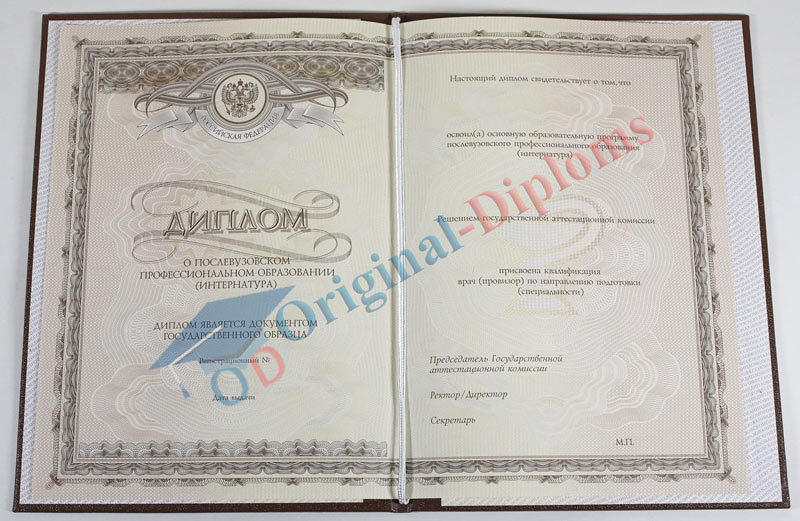 РОССИЙСКАЯ ФЕДЕРАЦИЯ
ДИПЛОМ
О ПОСЛЕВУЗОВСКОМ
ПРОФЕССИОНАЛЬНОМ ОБРАЗОВАНИИ
(ИНТЕРНАТУРА)
ДИПЛОМ ЯВЛЯЕТСЯ ДОКУМЕНТОМ
ГОСУДАРСТВЕННОГО ОБРАЗЦА
Регистрационный №
Дата выдачи
Настоящий диплом свидетельствует о том, что
освоил(а) основную образовательную программу
послевузовского профессионального образования
(интернатура)
Решением государственной аттестационной комиссии
присвоена квалификация
врач (провизор) по направлению подготовки
(специальности)
Председатель Государственной
аттестационной комиссии
Ректор/Директор
Секретарь
М.П.
OD Original-Diploms